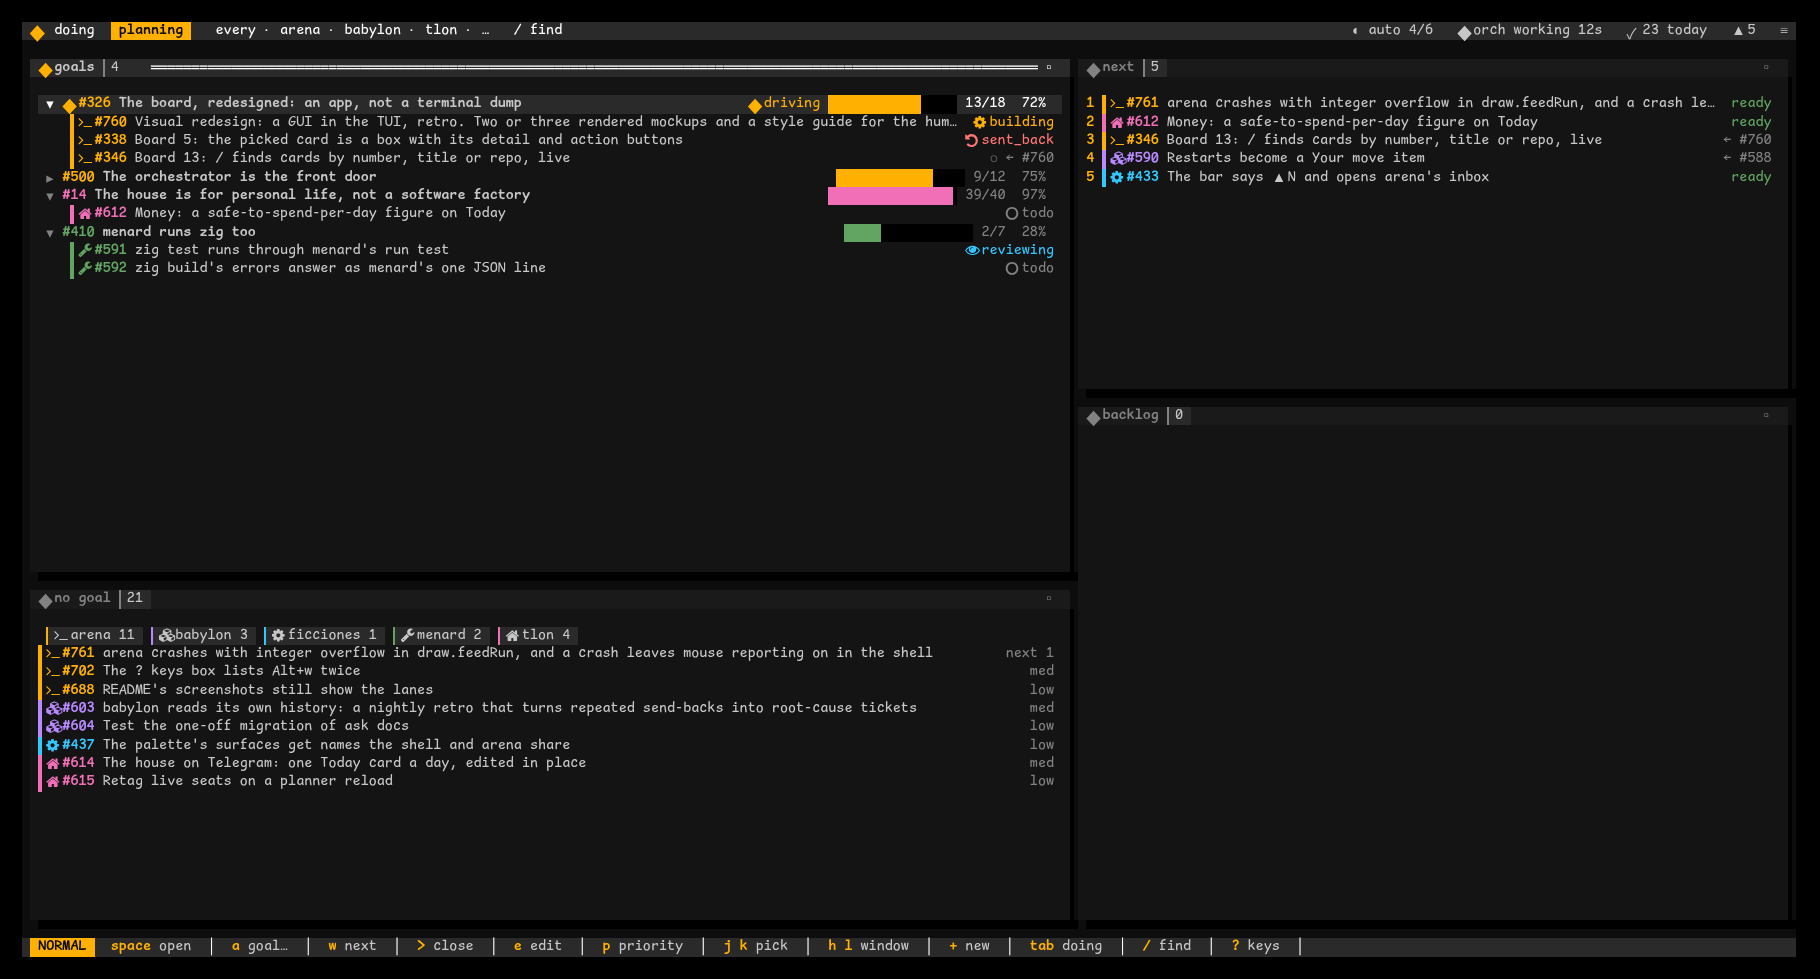 doing planning every · arena · babylon · tlon · … / find auto 4/6 orch working 12s ✓ 23 today ▲ 5 ≡
goals 4
▼ #326 The board, redesigned: an app, not a terminal dump driving 13/18 72%
>_ #760 Visual redesign: a GUI in the TUI, retro. Two or three rendered mockups and a style guide for the hum… building
>_ #338 Board 5: the picked card is a box with its detail and action buttons sent_back
>_ #346 Board 13: / finds cards by number, title or repo, live ○ ← #760
▶ #500 The orchestrator is the front door 9/12 75%
▼ #14 The house is for personal life, not a software factory 39/40 97%
#612 Money: a safe-to-spend-per-day figure on Today todo
▼ #410 menard runs zig too 2/7 28%
#591 zig test runs through menard's run test reviewing
#592 zig build's errors answer as menard's one JSON line todo
next 5
1 >_ #761 arena crashes with integer overflow in draw.feedRun, and a crash le… ready
2 #612 Money: a safe-to-spend-per-day figure on Today ready
3 >_ #346 Board 13: / finds cards by number, title or repo, live ← #760
4 #590 Restarts become a Your move item ← #588
5 #433 The bar says ▲ N and opens arena's inbox ready
backlog 0
no goal 21
>_ arena 11 babylon 3 ficciones 1 menard 2 tlon 4
>_ #761 arena crashes with integer overflow in draw.feedRun, and a crash leaves mouse reporting on in the shell next 1
>_ #702 The ? keys box lists Alt+w twice med
>_ #688 README's screenshots still show the lanes low
#603 babylon reads its own history: a nightly retro that turns repeated send-backs into root-cause tickets med
#604 Test the one-off migration of ask docs low
#437 The palette's surfaces get names the shell and arena share low
#614 The house on Telegram: one Today card a day, edited in place med
#615 Retag live seats on a planner reload low
NORMAL space open a goal… w next > close e edit p priority j k pick h l window + new tab doing / find ? keys